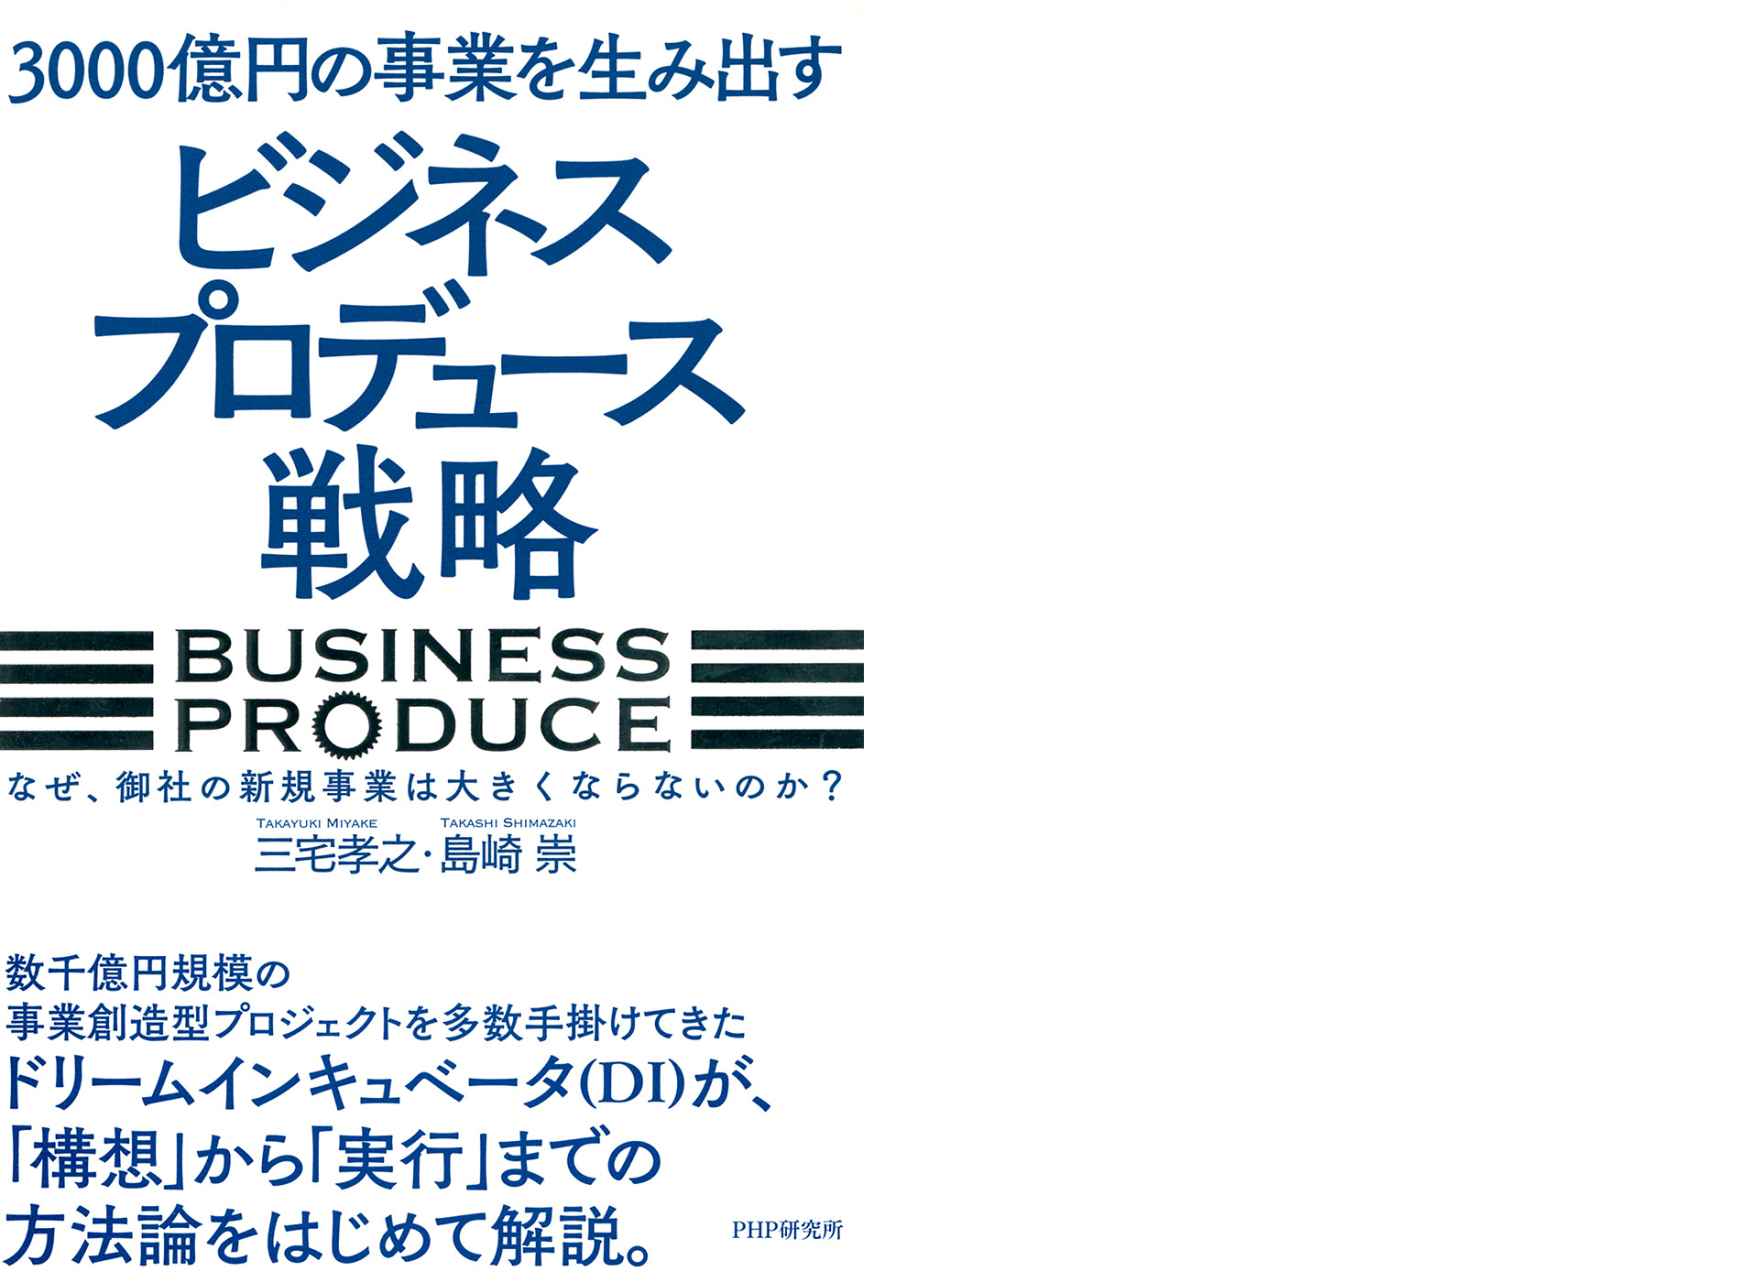 3000億円の事業を生み出す
ビジネス
プロデュース
戦略
BUSINESS
PRODUCE
なぜ、御社の新規事業は大きくならないのか?
TAKAYUKI MIYAKE TAKASHI SHIMAZAKI
三宅孝之・島崎 崇
数千億円規模の
事業創造型プロジェクトを多数手掛けてきた
ドリームインキュベータ(DI)が、
「構想」から「実行」までの
方法論をはじめて解説。
PHP研究所